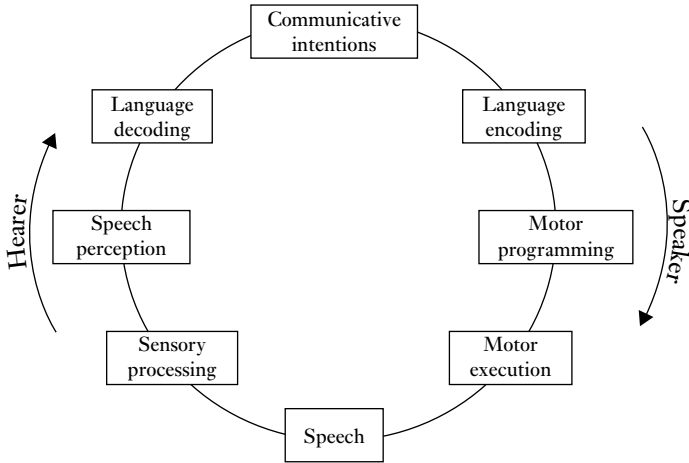 Communicative
intentions
Language
decoding
Language
encoding
Hearer
Speaker
Speech
perception
Motor
programming
Sensory
processing
Motor
execution
Speech